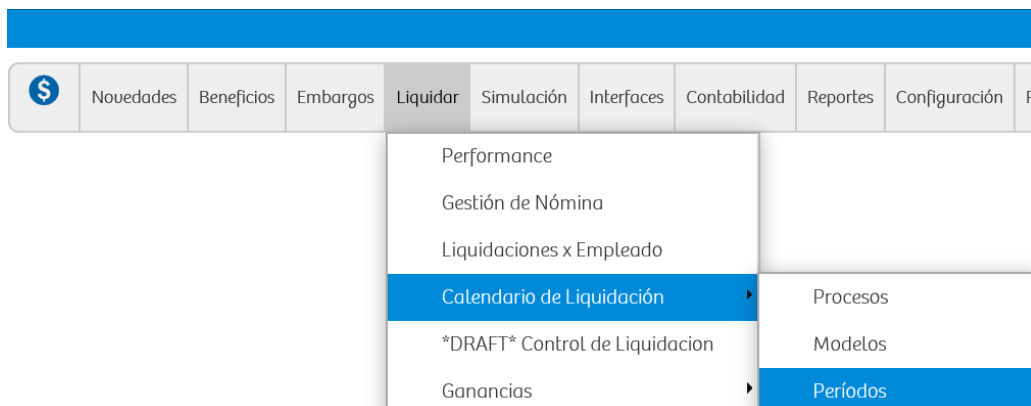 $ Novedades Beneficios Embargos Liquidar Simulación Interfaces Contabilidad Reportes Configuración
Performance
Gestión de Nómina
Liquidaciones x Empleado
Calendario de Liquidación Procesos
*DRAFT* Control de Liquidacion Modelos
Ganancias Períodos